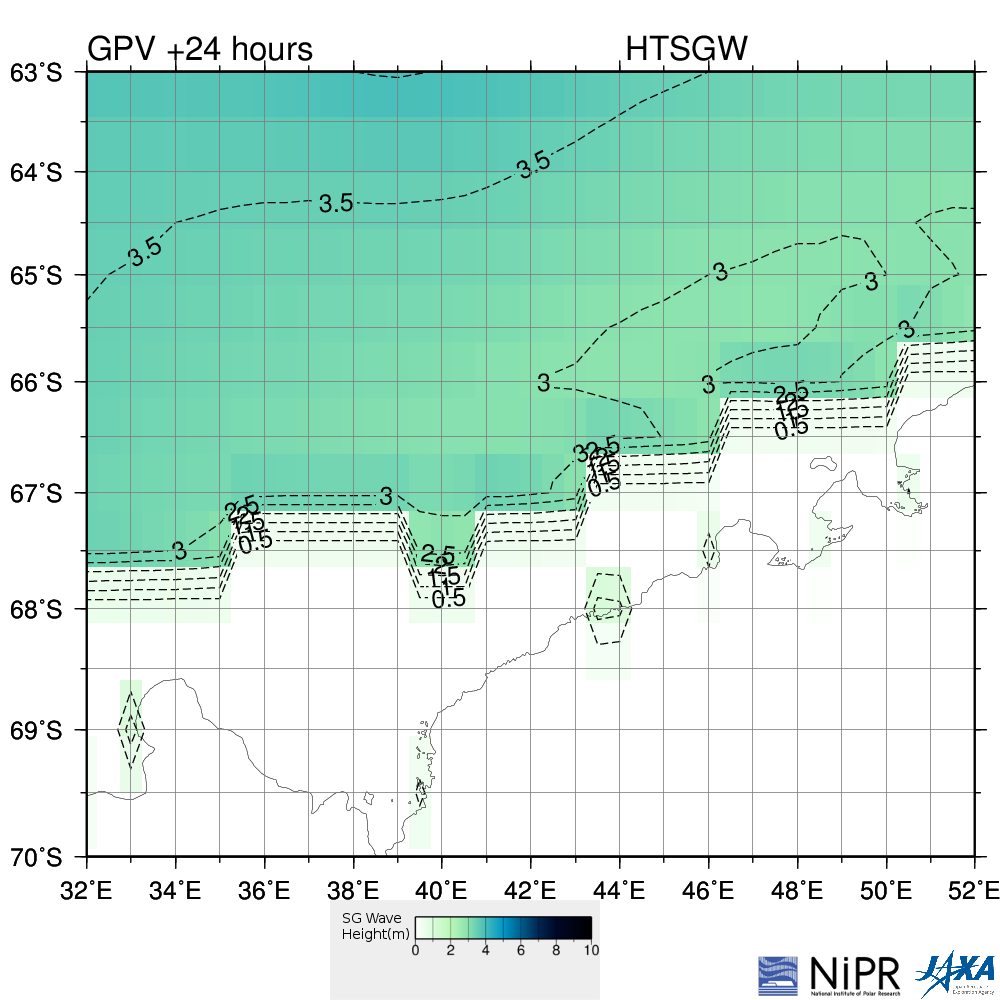 GPV +24 hours HTSGW
63°S
64°S
65°S
66°S
67°S
68°S
69°S
70°S
3.5
3.5
3.5
3
3
3
3
3
2.5
2
1.5
1
0.5
3
2.5
2
1.5
1
0.5
3
2.5
2
1.5
1
0.5
3
2.5
2
1.5
1
0.5
32°E 34°E 36°E 38°E 40°E 42°E 44°E 46°E 48°E 50°E 52°E
SG Wave
Height(m)
0 2 4 6 8 10
NiPR
National Institute of Polar Research
JAXA
Japan Aerospace Exploration Agency